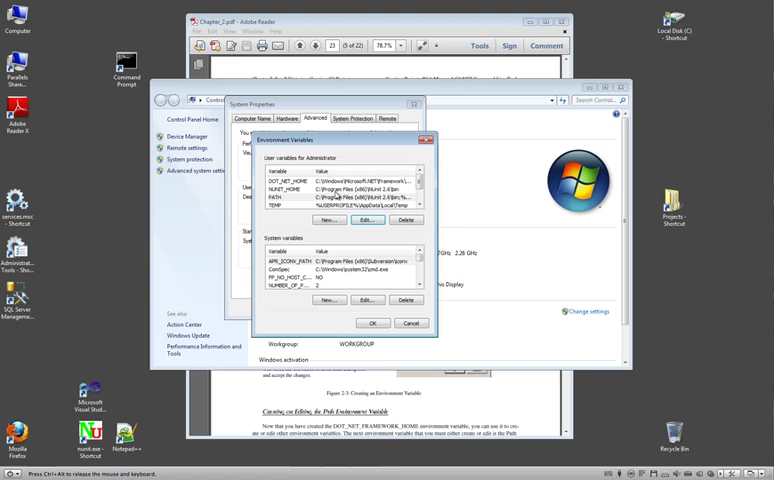 Computer
Parallels
Share...
Adobe
Reader X
services.msc
- Shortcut
Administrat...
Tools - Sho...
SQL Server
Manageme...
Mozilla
Firefox
Command
Prompt
Microsoft
Visual Stud...
nunit.exe -
Shortcut
Notepad++
Chapter_2.pdf - Adobe Reader
File Edit View Window Help
23 (5 of 22) 78.7% Tools Sign Comment
Search Control...
Control Panel Home
Device Manager
Remote settings
System protection
Advanced system setti
See also
Action Center
Windows Update
Performance Information and
Tools
System Properties
Computer Name Hardware Advanced System Protection Remote
Environment Variables
User variables for Administrator
Variable Value
DOT_NET_HOME C:\Windows\Microsoft.NET\Framework\...
NUNIT_HOME C:\Program Files (x86)\NUnit 2.6\bin
PATH C:\Program Files (x86)\NUnit 2.6\bin;%...
TEMP %USERPROFILE%\AppData\Local\Temp
New... Edit... Delete
System variables
Variable Value
APR_ICONV_PATH C:\Program Files (x86)\Subversion\iconv
ComSpec C:\Windows\system32\cmd.exe
FP_NO_HOST_C... NO
NUMBER_OF_P... 2
New... Edit... Delete
OK Cancel
7GHz 2.26 GHz
his Display
Change settings
Workgroup: WORKGROUP
Windows activation
and accept the changes.
Figure 2-3: Creating an Environment Variable
Creating or Editing the Path Environment Variable
Now that you have created the DOT_NET_FRAMEWORK_HOME environment variable, you can use it to cre-
ate or edit other environment variables. The next environment variable that you must either create or edit is the Path
Local Disk (C)
- Shortcut
Projects -
Shortcut
Recycle Bin
Press Ctrl+Alt to release the mouse and keyboard.